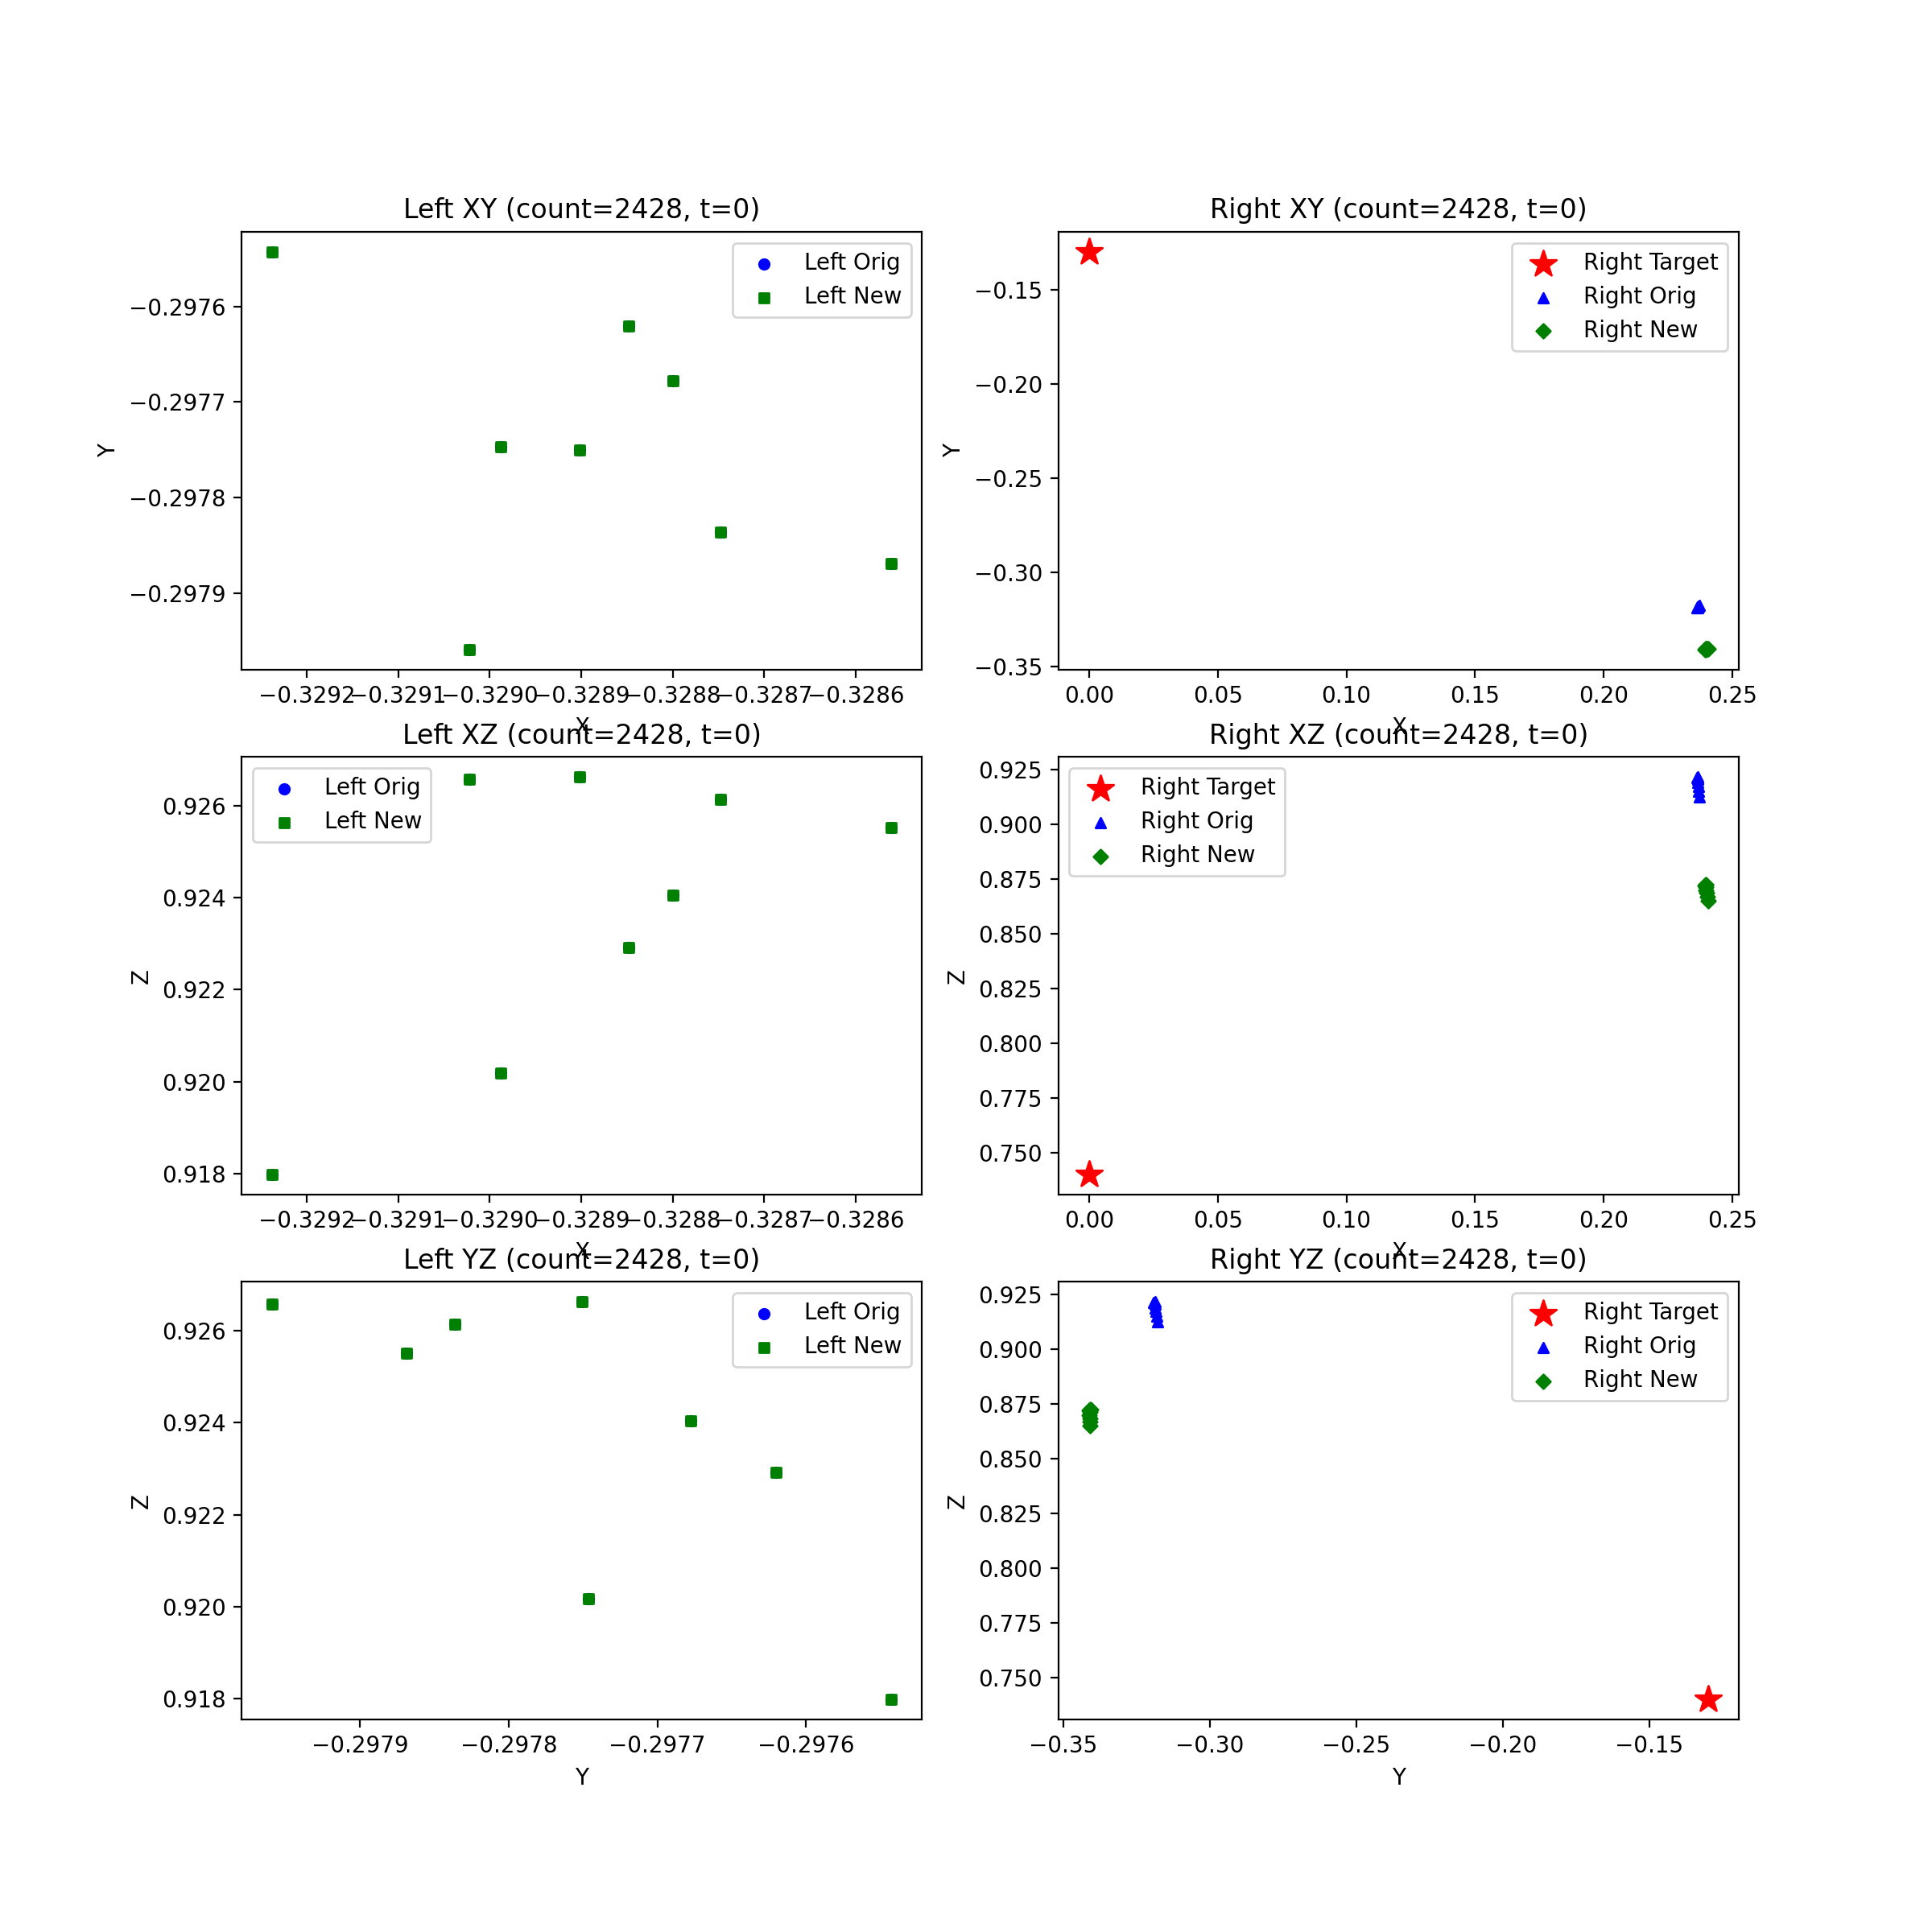 Left XY (count=2428, t=0)
Left Orig
Left New
−0.2976
−0.2977
−0.2978
−0.2979
Y
−0.3292
−0.3291
−0.3290
−0.3289
−0.3288
−0.3287
−0.3286
X
Right XY (count=2428, t=0)
Right Target
Right Orig
Right New
−0.15
−0.20
−0.25
−0.30
−0.35
Y
0.00
0.05
0.10
0.15
0.20
0.25
X
Left XZ (count=2428, t=0)
Left Orig
Left New
0.926
0.924
0.922
0.920
0.918
Z
−0.3292
−0.3291
−0.3290
−0.3289
−0.3288
−0.3287
−0.3286
X
Right XZ (count=2428, t=0)
Right Target
Right Orig
Right New
0.925
0.900
0.875
0.850
0.825
0.800
0.775
0.750
Z
0.00
0.05
0.10
0.15
0.20
0.25
X
Left YZ (count=2428, t=0)
Left Orig
Left New
0.926
0.924
0.922
0.920
0.918
Z
−0.2979
−0.2978
−0.2977
−0.2976
Y
Right YZ (count=2428, t=0)
Right Target
Right Orig
Right New
0.925
0.900
0.875
0.850
0.825
0.800
0.775
0.750
Z
−0.35
−0.30
−0.25
−0.20
−0.15
Y